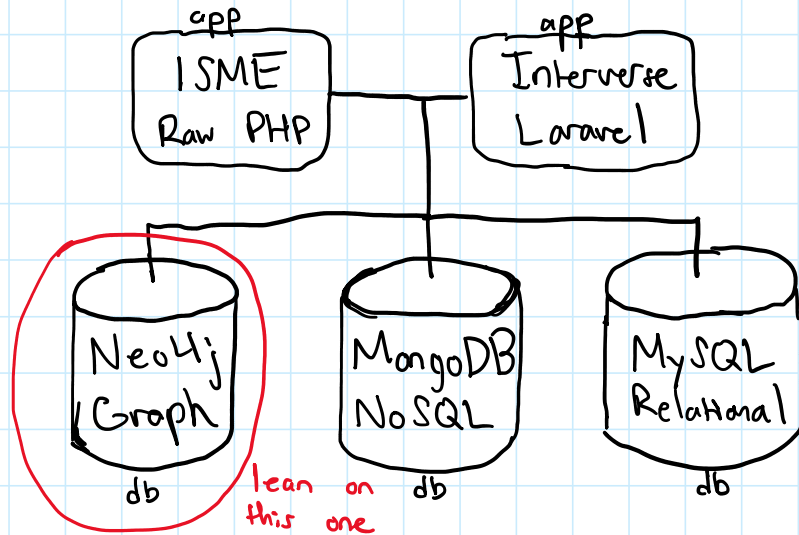 app
ISME
Raw PHP
app
Interverse
Laravel
Neo4j
Graph
db
MongoDB
NoSQL
db
MySQL
Relational
db
lean on
this one